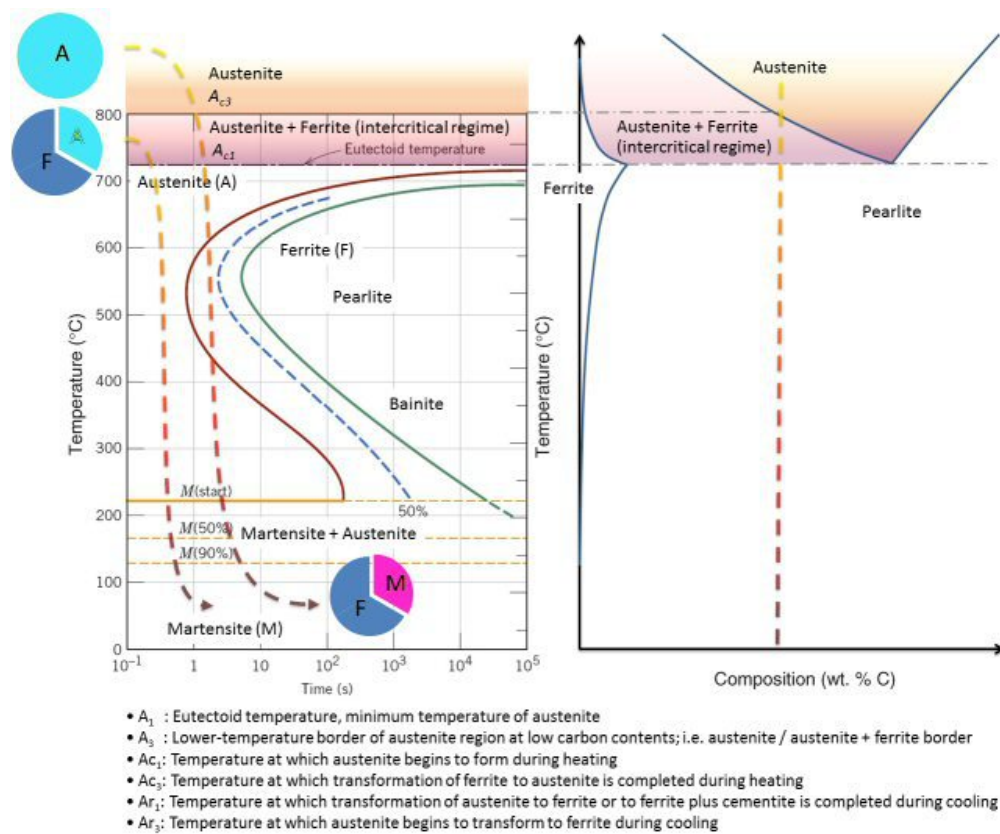 A
A
F
Austenite
Ac3
Austenite + Ferrite (intercritical regime)
Ac1
Eutectoid temperature
Austenite (A)
Ferrite (F)
Pearlite
Bainite
M(start)
50%
M(50%)
Martensite + Austenite
M(90%)
M
F
Martensite (M)
800
700
600
500
400
300
200
100
0
Temperature (°C)
10⁻¹
1
10
10²
10³
10⁴
10⁵
Time (s)
Austenite
Austenite + Ferrite
(intercritical regime)
Ferrite
Pearlite
Temperature (°C)
Composition (wt. % C)
• A₁ : Eutectoid temperature, minimum temperature of austenite
• A₃ : Lower-temperature border of austenite region at low carbon contents; i.e. austenite / austenite + ferrite border
• Ac₁: Temperature at which austenite begins to form during heating
• Ac₃: Temperature at which transformation of ferrite to austenite is completed during heating
• Ar₁: Temperature at which transformation of austenite to ferrite or to ferrite plus cementite is completed during cooling
• Ar₃: Temperature at which austenite begins to transform to ferrite during cooling